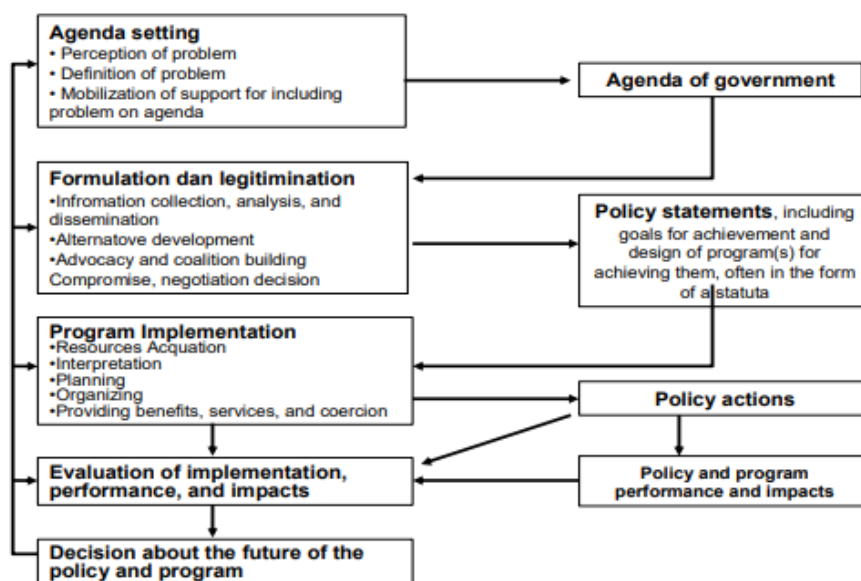 Agenda setting
• Perception of problem
• Definition of problem
• Mobilization of support for including
problem on agenda
Agenda of government
Formulation dan legitimination
•Infromation collection, analysis, and
dissemination
•Alternatove development
•Advocacy and coalition building
Compromise, negotiation decision
Policy statements, including
goals for achievement and
design of program(s) for
achieving them, often in the form
of a statuta
Program Implementation
•Resources Acquation
•Interpretation
•Planning
•Organizing
•Providing benefits, services, and coercion
Policy actions
Evaluation of implementation,
performance, and impacts
Policy and program
performance and impacts
Decision about the future of the
policy and program